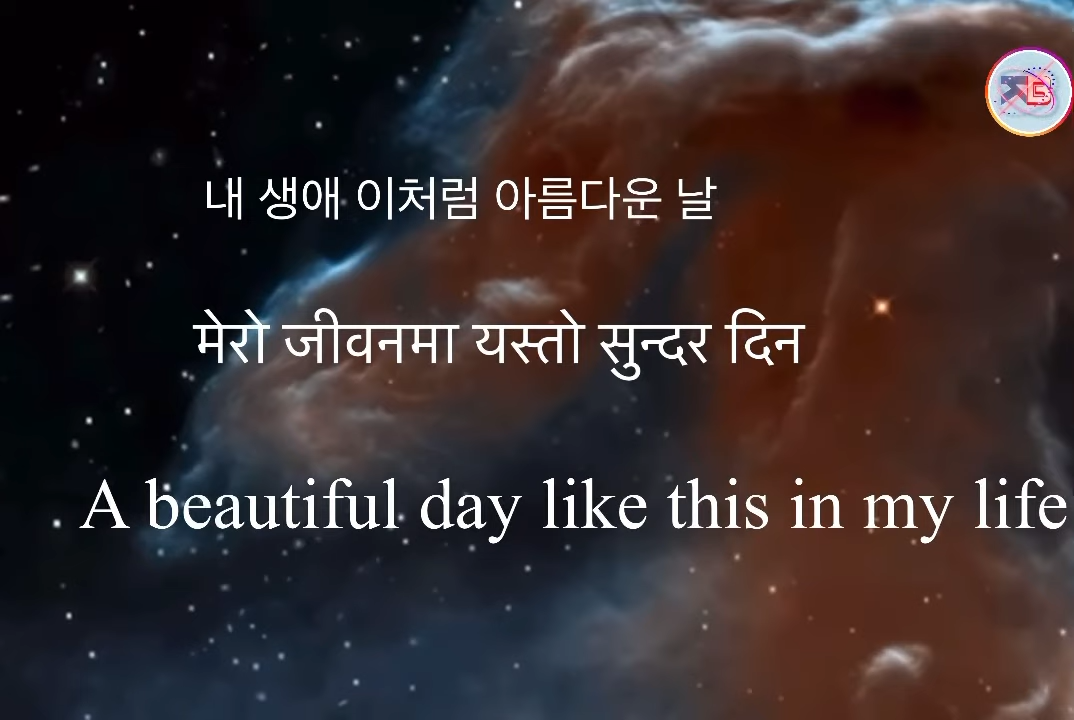 내 생애 이처럼 아름다운 날
मेरो जीवनमा यस्तो सुन्दर दिन
A beautiful day like this in my life